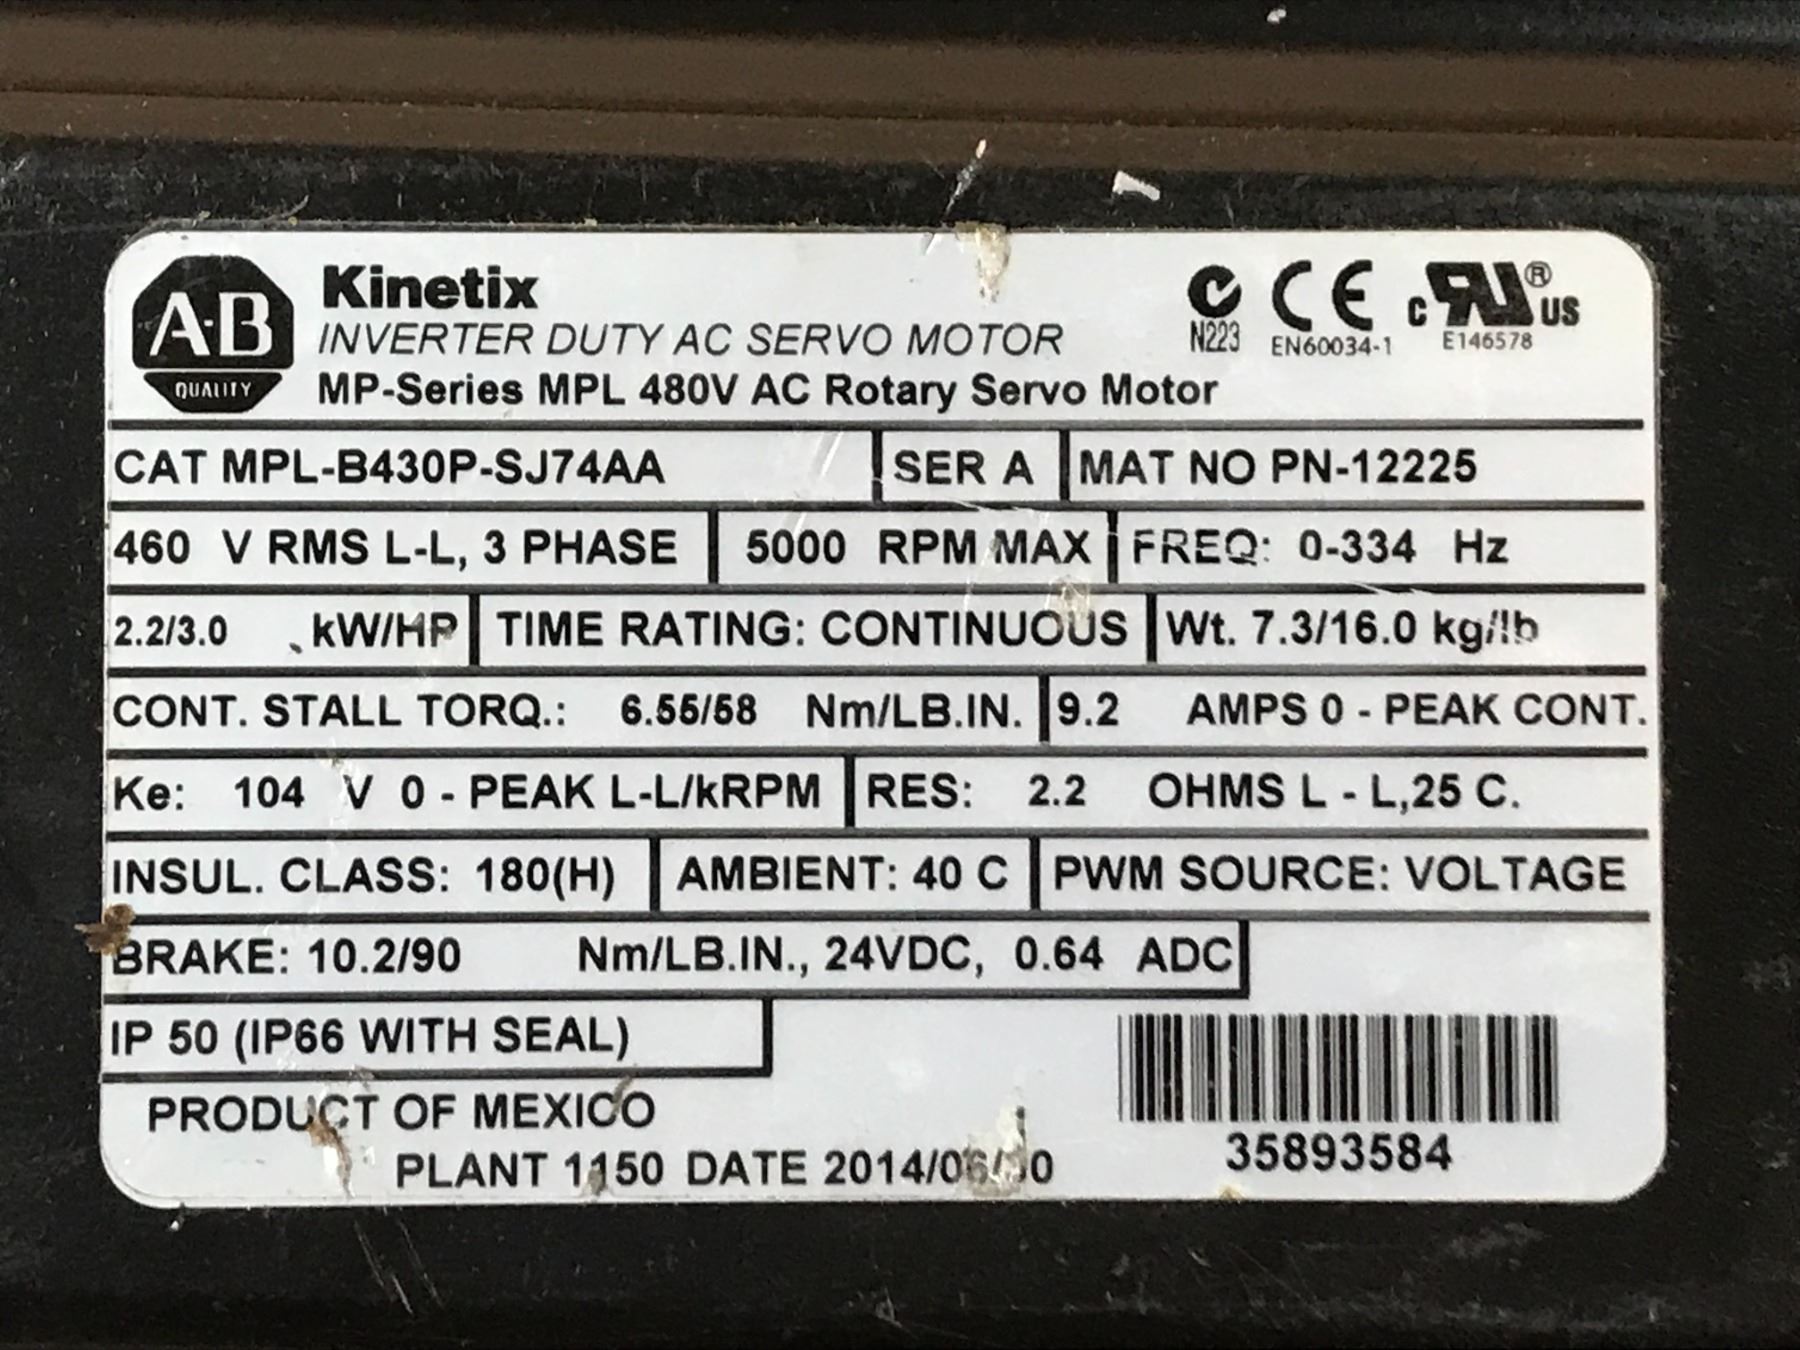 A·B
QUALITY
Kinetix
INVERTER DUTY AC SERVO MOTOR
MP-Series MPL 480V AC Rotary Servo Motor
N223
CE
EN60034-1
c RU® US
E146578
CAT MPL-B430P-SJ74AA SER A MAT NO PN-12225
460 V RMS L-L, 3 PHASE 5000 RPM MAX FREQ: 0-334 Hz
2.2/3.0 kW/HP TIME RATING: CONTINUOUS Wt. 7.3/16.0 kg/lb
CONT. STALL TORQ.: 6.55/58 Nm/LB.IN. 9.2 AMPS 0 - PEAK CONT.
Ke: 104 V 0 - PEAK L-L/kRPM RES: 2.2 OHMS L - L,25 C.
INSUL. CLASS: 180(H) AMBIENT: 40 C PWM SOURCE: VOLTAGE
BRAKE: 10.2/90 Nm/LB.IN., 24VDC, 0.64 ADC
IP 50 (IP66 WITH SEAL)
PRODUCT OF MEXICO
PLANT 1150 DATE
35893584